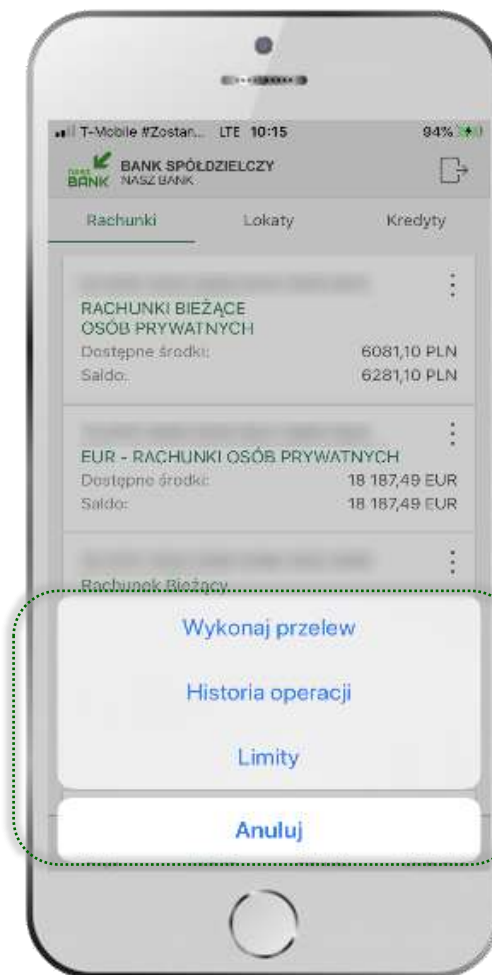 T-Mobile #Zostan... LTE 10:15 94%
nasz BANK
BANK SPÓŁDZIELCZY
NASZ BANK
Rachunki Lokaty Kredyty
RACHUNKI BIEŻĄCE
OSÓB PRYWATNYCH
Dostępne środki: 6081,10 PLN
Saldo: 6281,10 PLN
EUR - RACHUNKI OSÓB PRYWATNYCH
Dostępne środki: 18 187,49 EUR
Saldo: 18 187,49 EUR
Rachunek Bieżący
Wykonaj przelew
Historia operacji
Limity
Anuluj